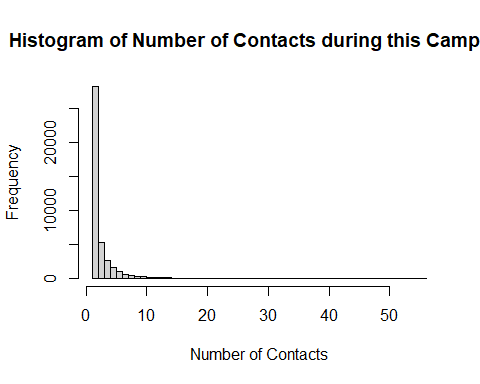 Histogram of Number of Contacts during this Camp
Frequency
0
10000
20000
0 10 20 30 40 50
Number of Contacts